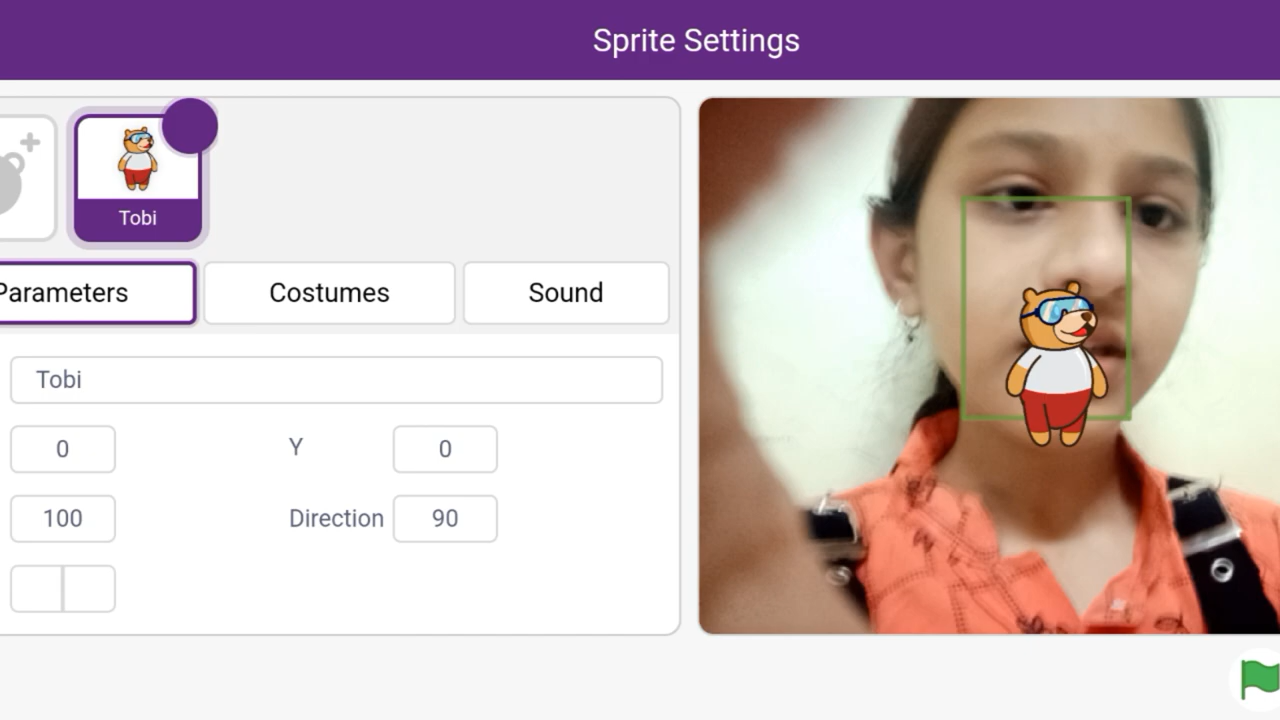 Sprite Settings
Tobi
Parameters Costumes Sound
Tobi
0 Y 0
100 Direction 90